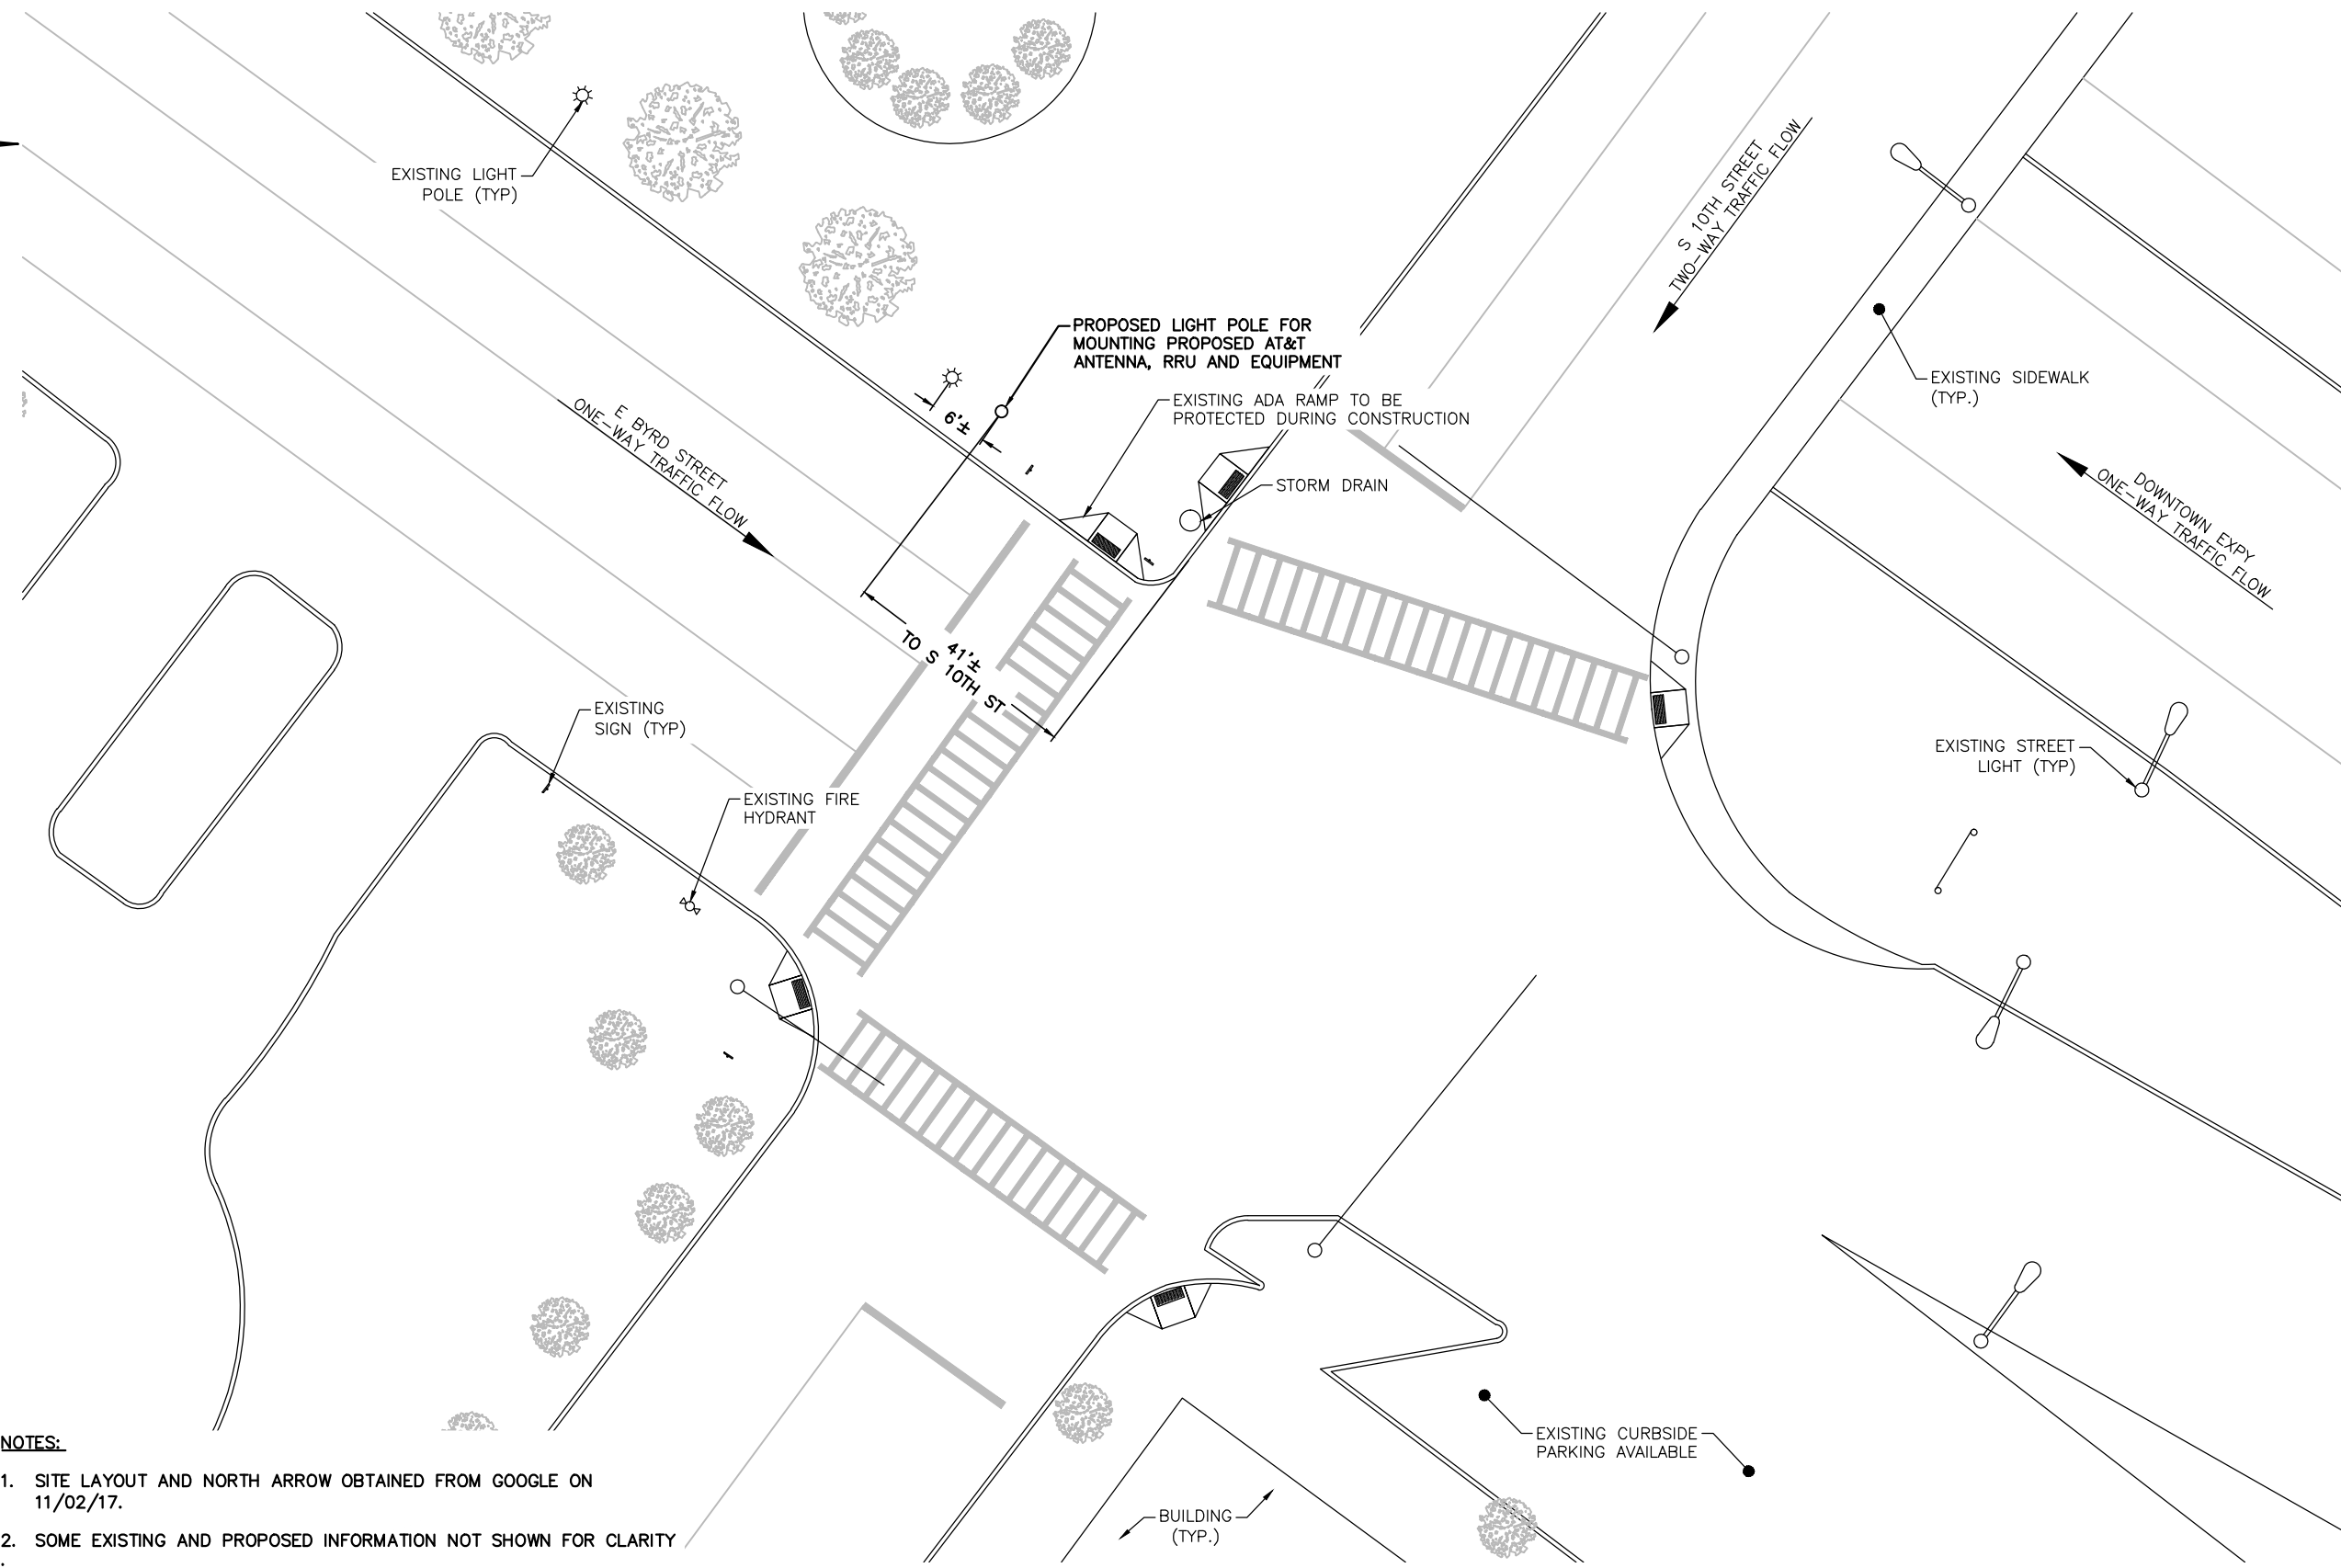 EXISTING LIGHT
POLE (TYP)
S 10TH STREET
TWO-WAY TRAFFIC FLOW
PROPOSED LIGHT POLE FOR
MOUNTING PROPOSED AT&T
ANTENNA, RRU AND EQUIPMENT
EXISTING ADA RAMP TO BE
PROTECTED DURING CONSTRUCTION
EXISTING SIDEWALK
(TYP.)
6'±
E BYRD STREET
ONE-WAY TRAFFIC FLOW
STORM DRAIN
DOWNTOWN EXPY
ONE-WAY TRAFFIC FLOW
41'±
TO S 10TH ST
EXISTING
SIGN (TYP)
EXISTING STREET
LIGHT (TYP)
EXISTING FIRE
HYDRANT
EXISTING CURBSIDE
PARKING AVAILABLE
BUILDING
(TYP.)
NOTES:
1. SITE LAYOUT AND NORTH ARROW OBTAINED FROM GOOGLE ON
11/02/17.
2. SOME EXISTING AND PROPOSED INFORMATION NOT SHOWN FOR CLARITY
.